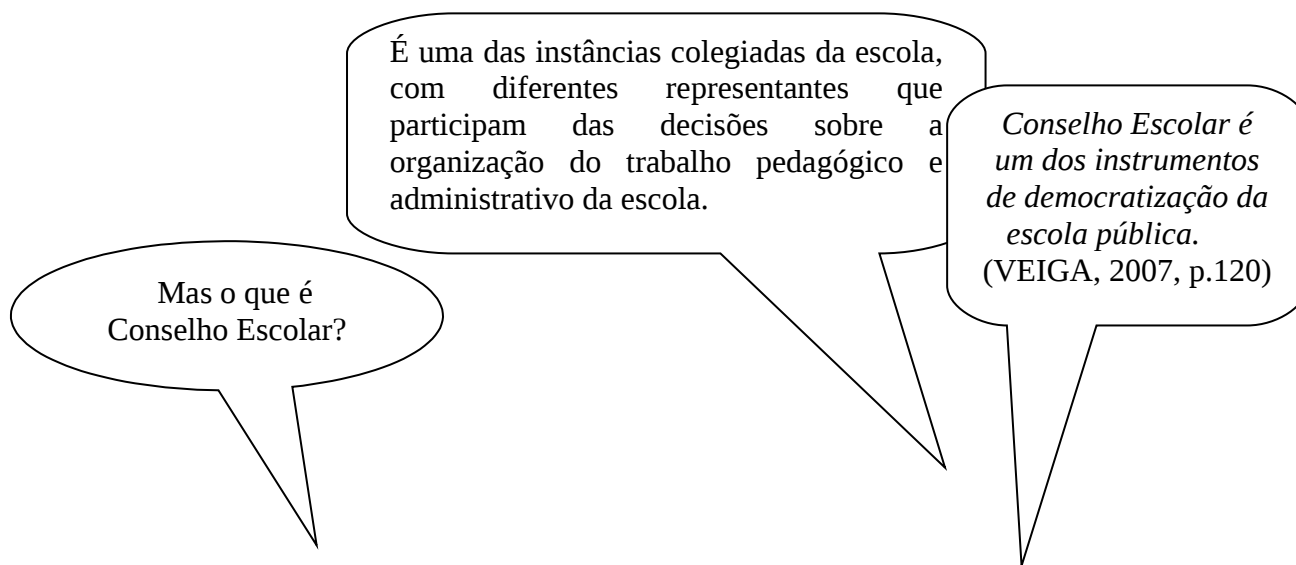 Mas o que é
Conselho Escolar?
É uma das instâncias colegiadas da escola,
com diferentes representantes que
participam das decisões sobre a
organização do trabalho pedagógico e
administrativo da escola.
Conselho Escolar é
um dos instrumentos
de democratização da
escola pública.
(VEIGA, 2007, p.120)